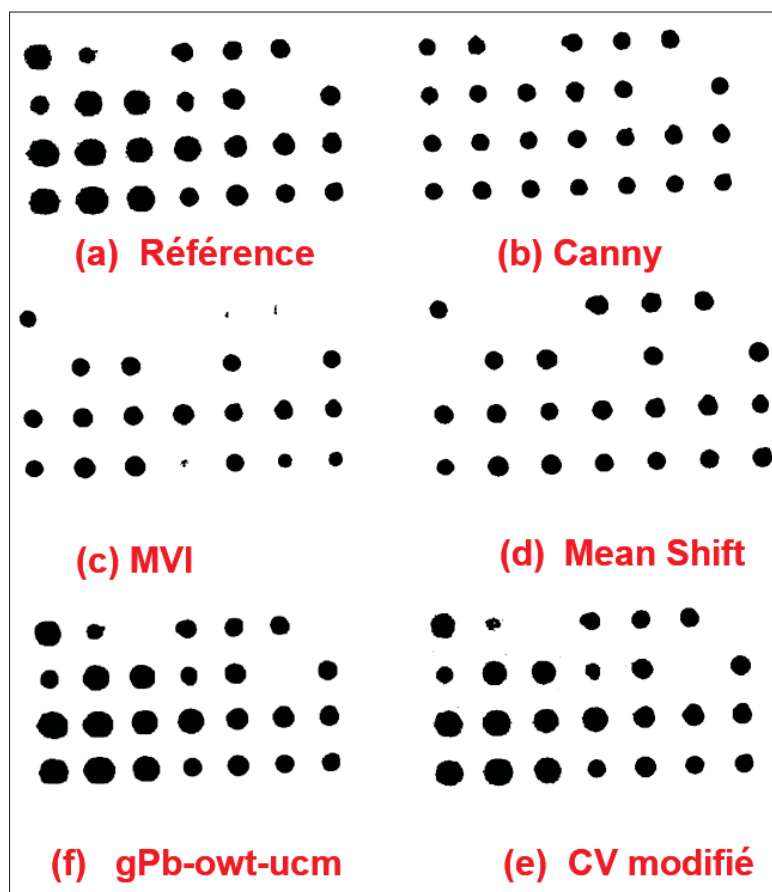 (a) Référence
(b) Canny
(c) MVI
(d) Mean Shift
(f) gPb-owt-ucm
(e) CV modifié